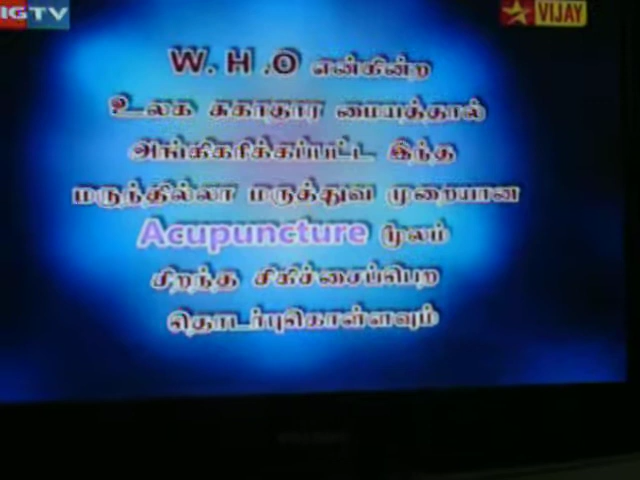 IGTV
VIJAY
W.H.O என்கின்ற
உலக சுகாதார மையத்தால்
அங்கிகரிக்கப்பட்ட இந்த
மருந்தில்லா மருத்துவ முறையான
Acupuncture மூலம்
சிறந்த சிகிச்சைப்பெற
தொடர்புகொள்ளவும்